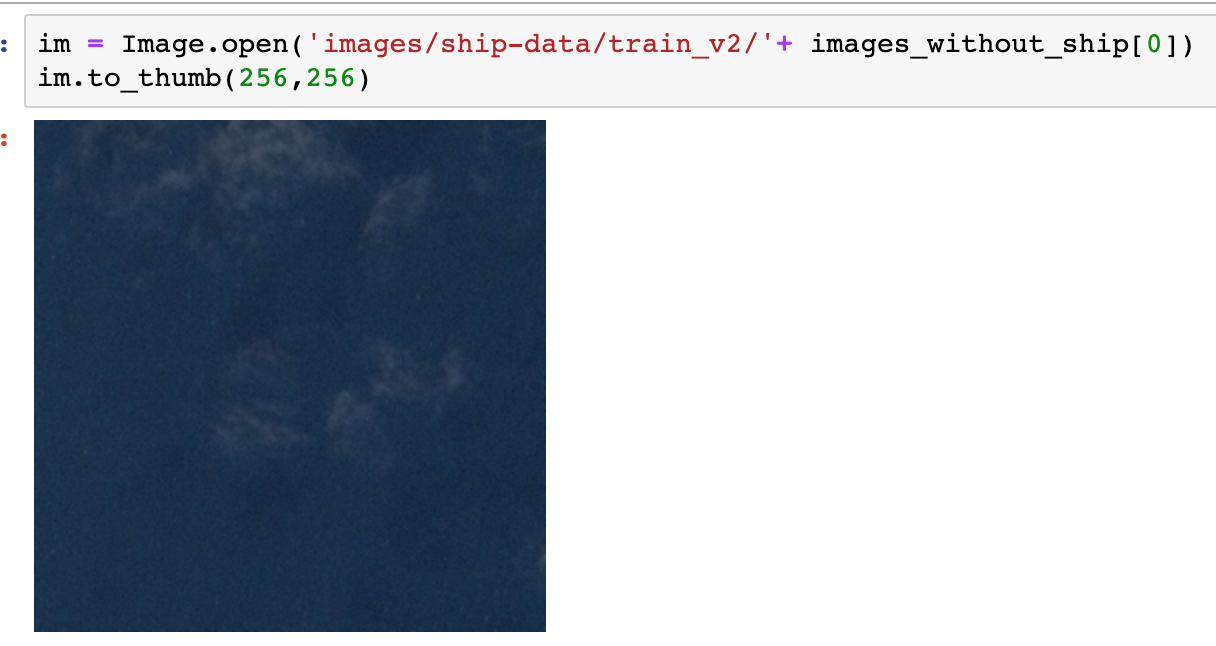 : im = Image.open('images/ship-data/train_v2/'+ images_without_ship[0])
im.to_thumb(256,256)
: